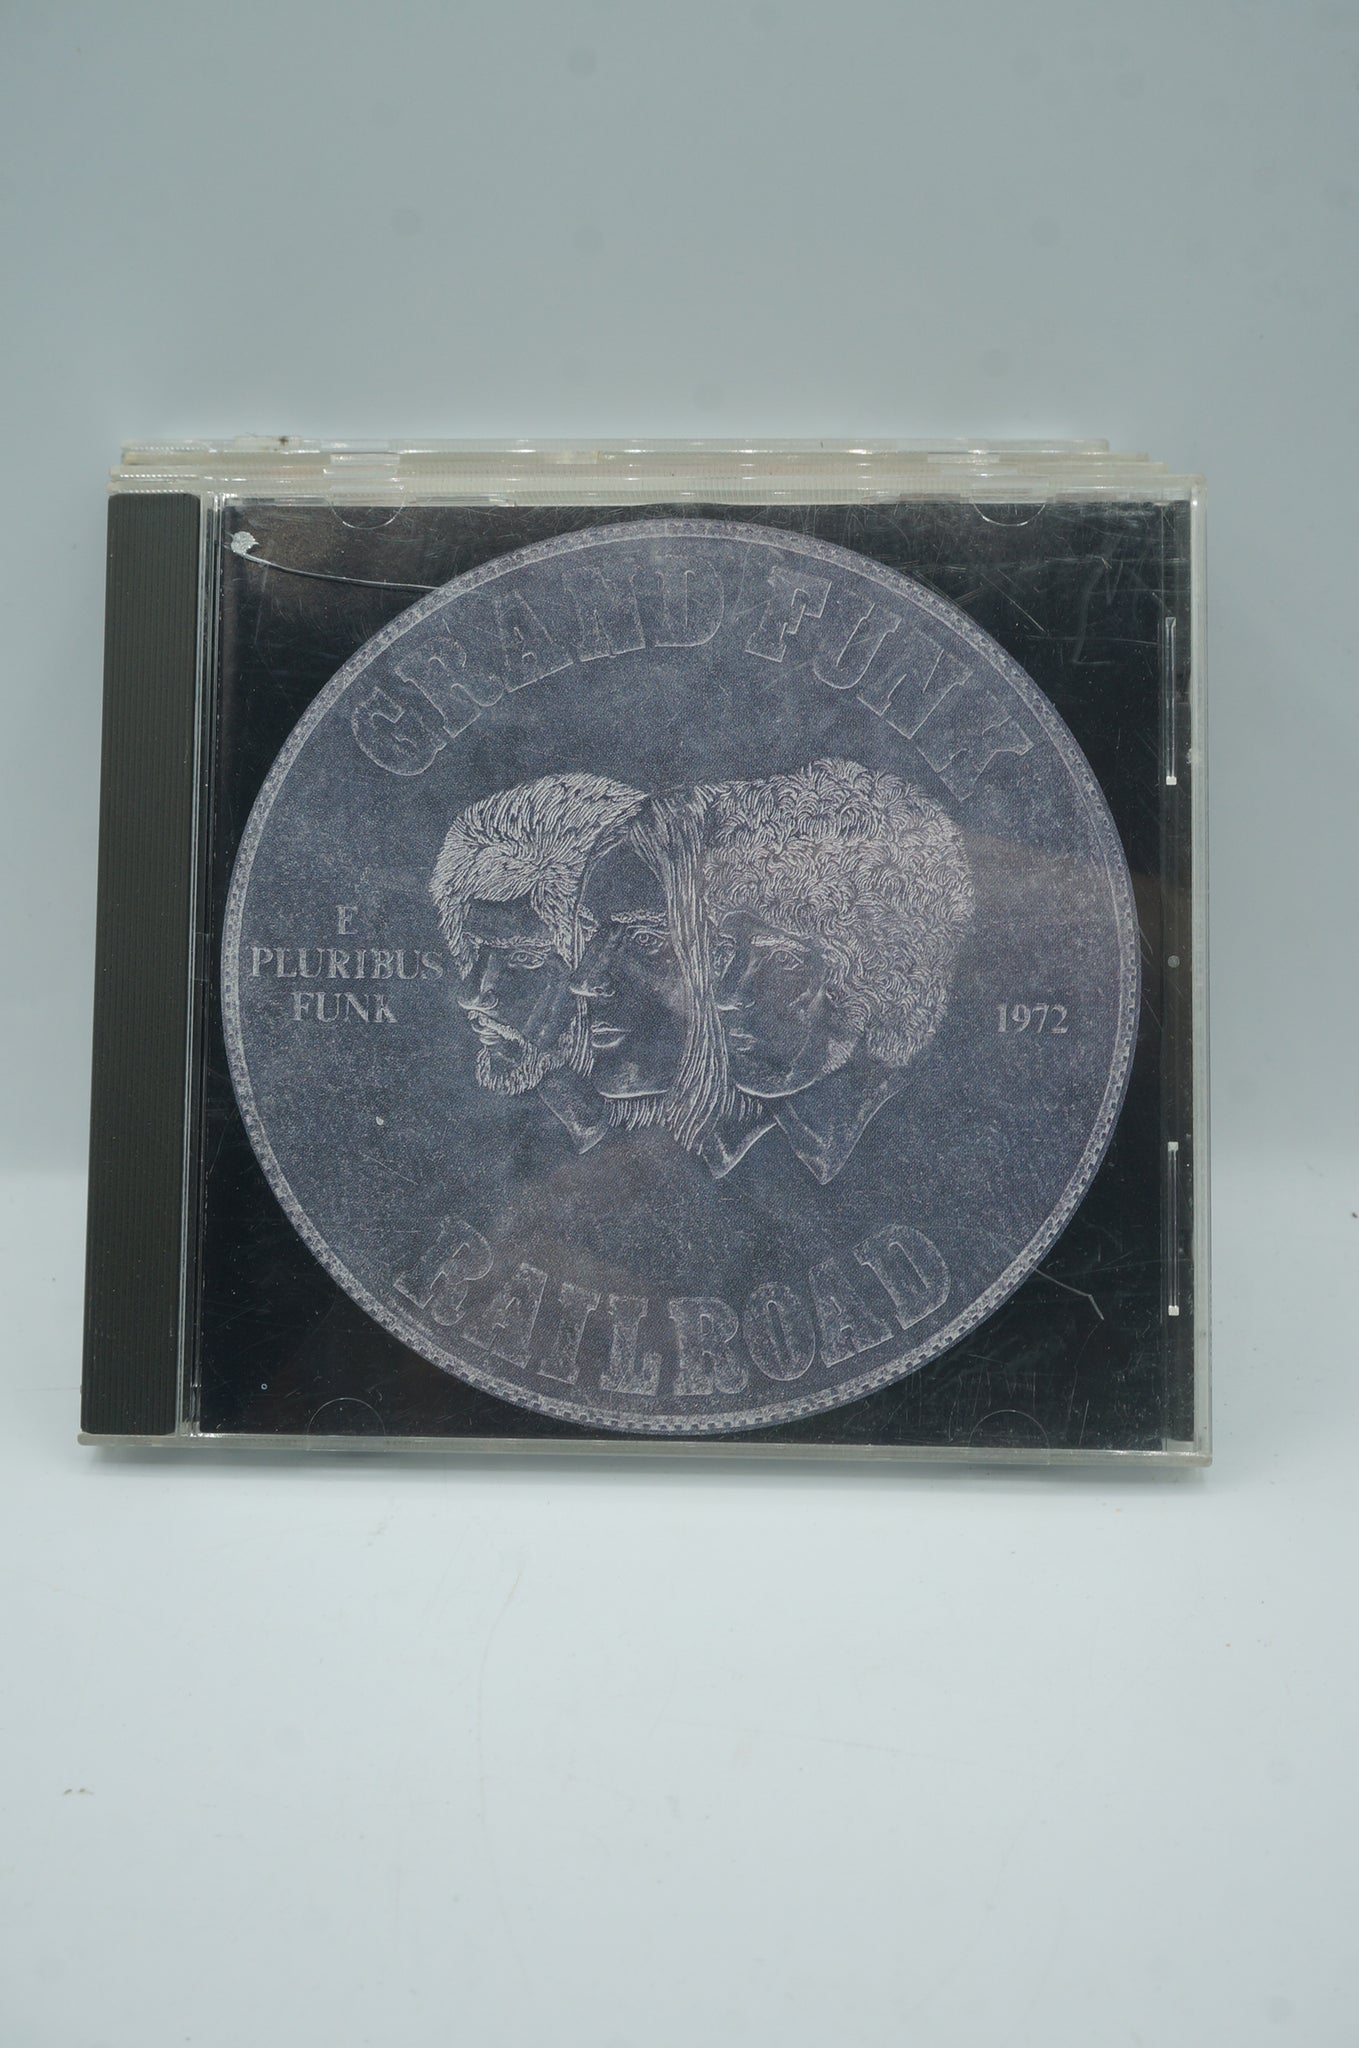 GRAND FUNK
E
PLURIBUS
FUNK
1972
RAILROAD